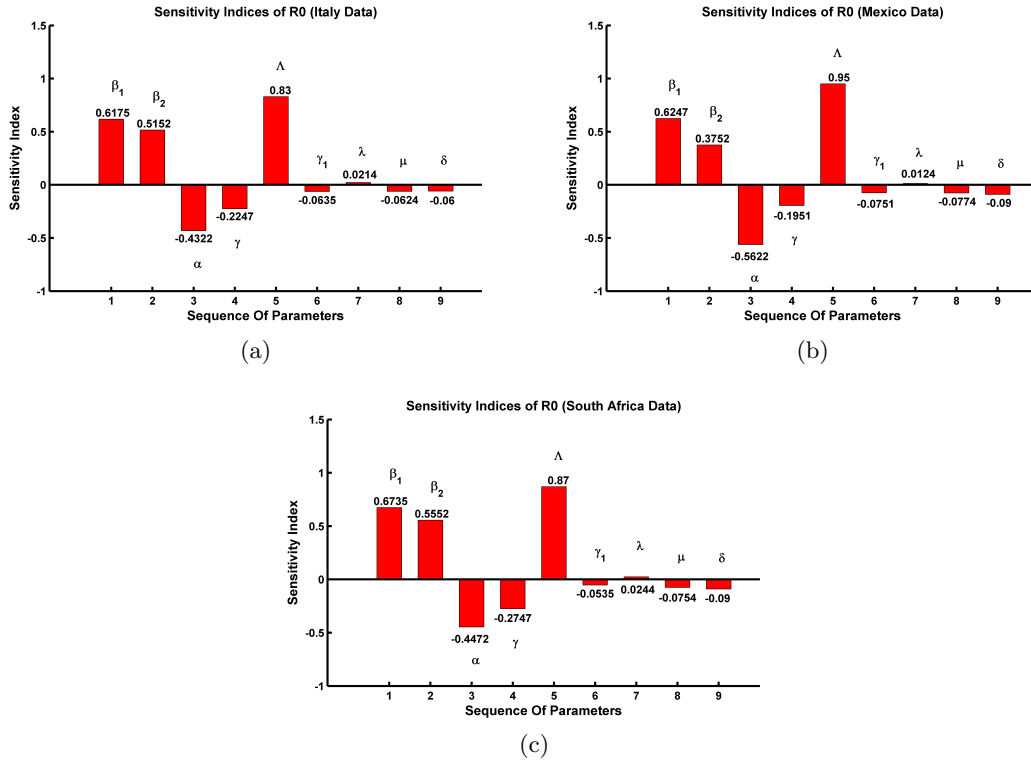 Sensitivity Indices of R0 (Italy Data)
1.5
1
0.5
0
-0.5
-1
Sensitivity Index
β1
0.6175
β2
0.5152
-0.4322
α
-0.2247
γ
Λ
0.83
γ1
-0.0635
λ
0.0214
μ
-0.0624
δ
-0.06
1 2 3 4 5 6 7 8 9
Sequence Of Parameters
(a)
Sensitivity Indices of R0 (Mexico Data)
1.5
1
0.5
0
-0.5
-1
Sensitivity Index
β1
0.6247
β2
0.3752
-0.5622
α
-0.1951
γ
Λ
0.95
γ1
-0.0751
λ
0.0124
μ
-0.0774
δ
-0.09
1 2 3 4 5 6 7 8 9
Sequence Of Parameters
(b)
Sensitivity Indices of R0 (South Africa Data)
1.5
1
0.5
0
-0.5
-1
Sensitivity Index
β1
0.6735
β2
0.5552
-0.4472
α
-0.2747
γ
Λ
0.87
γ1
-0.0535
λ
0.0244
μ
-0.0754
δ
-0.09
1 2 3 4 5 6 7 8 9
Sequence Of Parameters
(c)